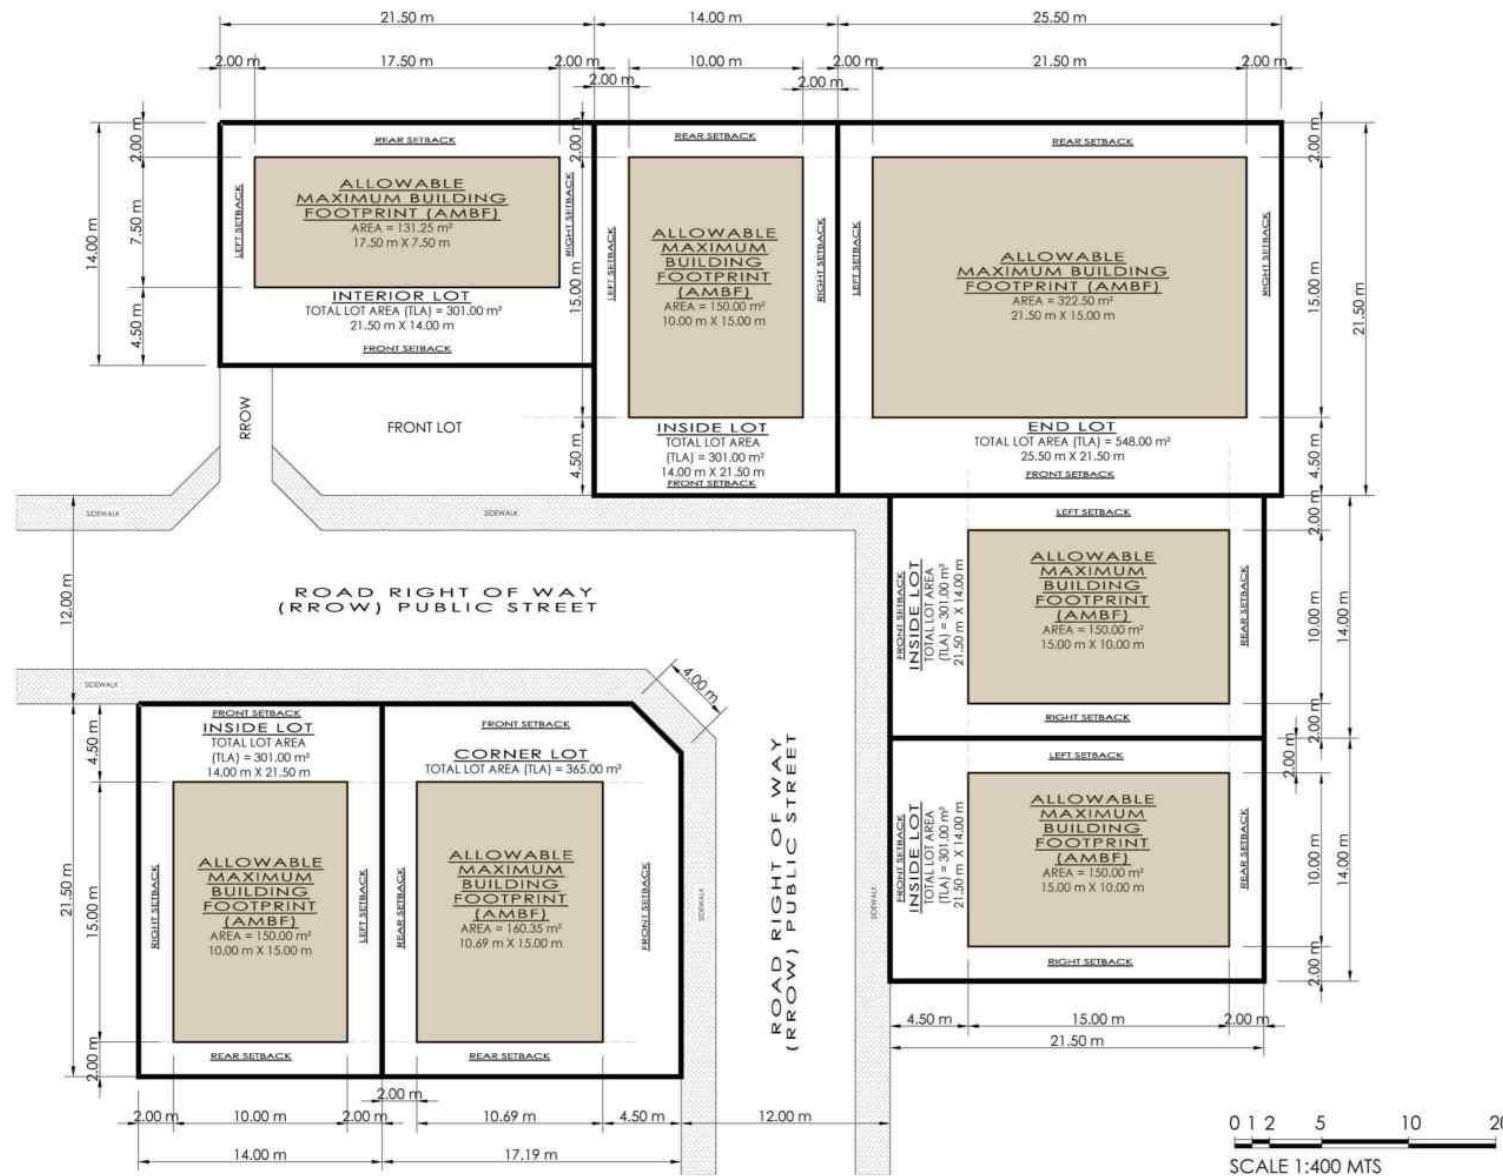 21.50 m
14.00 m
25.50 m
2.00 m
17.50 m
2.00 m
2.00 m
10.00 m
2.00 m
2.00 m
21.50 m
2.00 m
14.00 m
2.00 m
7.50 m
4.50 m
REAR SETBACK
LEFT SETBACK
ALLOWABLE
MAXIMUM BUILDING
FOOTPRINT (AMBF)
AREA = 131.25 m²
17.50 m X 7.50 m
RIGHT SETBACK
INTERIOR LOT
TOTAL LOT AREA (TLA) = 301.00 m²
21.50 m X 14.00 m
FRONT SETBACK
2.00 m
15.00 m
4.50 m
REAR SETBACK
LEFT SETBACK
ALLOWABLE
MAXIMUM
BUILDING
FOOTPRINT
(AMBF)
AREA = 150.00 m²
10.00 m X 15.00 m
RIGHT SETBACK
INSIDE LOT
TOTAL LOT AREA
(TLA) = 301.00 m²
14.00 m X 21.50 m
FRONT SETBACK
REAR SETBACK
LEFT SETBACK
ALLOWABLE
MAXIMUM BUILDING
FOOTPRINT (AMBF)
AREA = 322.50 m²
21.50 m X 15.00 m
RIGHT SETBACK
END LOT
TOTAL LOT AREA (TLA) = 548.00 m²
25.50 m X 21.50 m
FRONT SETBACK
2.00 m
15.00 m
4.50 m
21.50 m
RROW
FRONT LOT
SIDEWALK
SIDEWALK
12.00 m
ROAD RIGHT OF WAY
(RROW) PUBLIC STREET
SIDEWALK
4.00 m
LEFT SETBACK
FRONT SETBACK
INSIDE LOT
TOTAL LOT AREA
(TLA) = 301.00 m²
21.50 m X 14.00 m
ALLOWABLE
MAXIMUM
BUILDING
FOOTPRINT
(AMBF)
AREA = 150.00 m²
15.00 m X 10.00 m
REAR SETBACK
RIGHT SETBACK
2.00 m
10.00 m
2.00 m
14.00 m
LEFT SETBACK
FRONT SETBACK
INSIDE LOT
TOTAL LOT AREA
(TLA) = 301.00 m²
21.50 m X 14.00 m
ALLOWABLE
MAXIMUM
BUILDING
FOOTPRINT
(AMBF)
AREA = 150.00 m²
15.00 m X 10.00 m
REAR SETBACK
RIGHT SETBACK
2.00 m
10.00 m
2.00 m
14.00 m
4.50 m
15.00 m
2.00 m
21.50 m
4.50 m
15.00 m
2.00 m
21.50 m
FRONT SETBACK
INSIDE LOT
TOTAL LOT AREA
(TLA) = 301.00 m²
14.00 m X 21.50 m
RIGHT SETBACK
ALLOWABLE
MAXIMUM
BUILDING
FOOTPRINT
(AMBF)
AREA = 150.00 m²
10.00 m X 15.00 m
LEFT SETBACK
REAR SETBACK
FRONT SETBACK
CORNER LOT
TOTAL LOT AREA (TLA) = 365.00 m²
REAR SETBACK
ALLOWABLE
MAXIMUM
BUILDING
FOOTPRINT
(AMBF)
AREA = 160.35 m²
10.69 m X 15.00 m
FRONT SETBACK
REAR SETBACK
SIDEWALK
ROAD RIGHT OF WAY
(RROW) PUBLIC STREET
SIDEWALK
2.00 m
10.00 m
2.00 m
2.00 m
10.69 m
4.50 m
12.00 m
14.00 m
17.19 m
0 1 2 5 10 20
SCALE 1:400 MTS